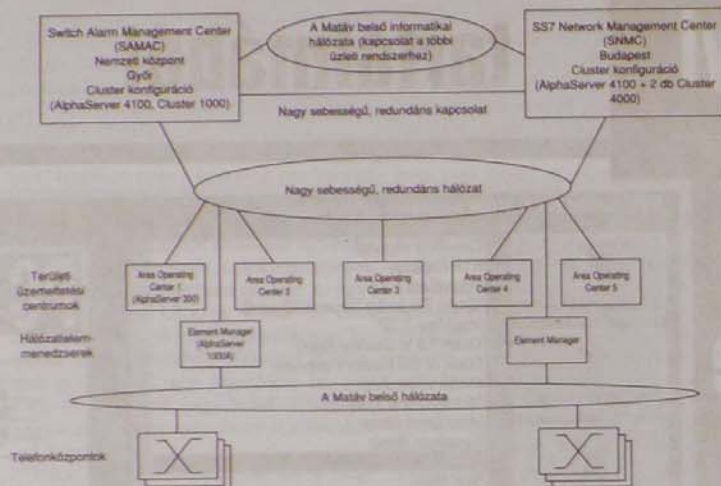 Switch Alarm Management Center
(SAMAC)
Nemzeti központ
Győr
Cluster konfiguráció
(AlphaServer 4100, Cluster 1000)
A Matáv belső informatikai
hálózata (kapcsolat a többi
üzleti rendszerhez)
SS7 Network Management Center
(SNMC)
Budapest
Cluster konfiguráció
(AlphaServer 4100 + 2 db Cluster
4000)
Nagy sebességű, redundáns kapcsolat
Nagy sebességű, redundáns hálózat
Területi
üzemeltetési
centrumok
Area Operating
Center 1
(AlphaServer 300)
Area Operating
Center 2
Area Operating
Center 3
Area Operating
Center 4
Area Operating
Center 5
Hálózatelem-
menedzserek
Element Manager
(AlphaServer
1000A)
Element Manager
A Matáv belső hálózata
Telefonközpontok